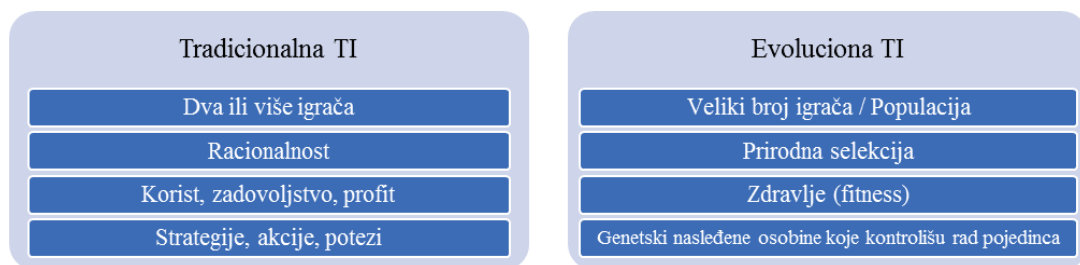 Tradicionalna TI
Dva ili više igrača
Racionalnost
Korist, zadovoljstvo, profit
Strategije, akcije, potezi
Evoluciona TI
Veliki broj igrača / Populacija
Prirodna selekcija
Zdravlje (fitness)
Genetski nasleđene osobine koje kontrolišu rad pojedinca